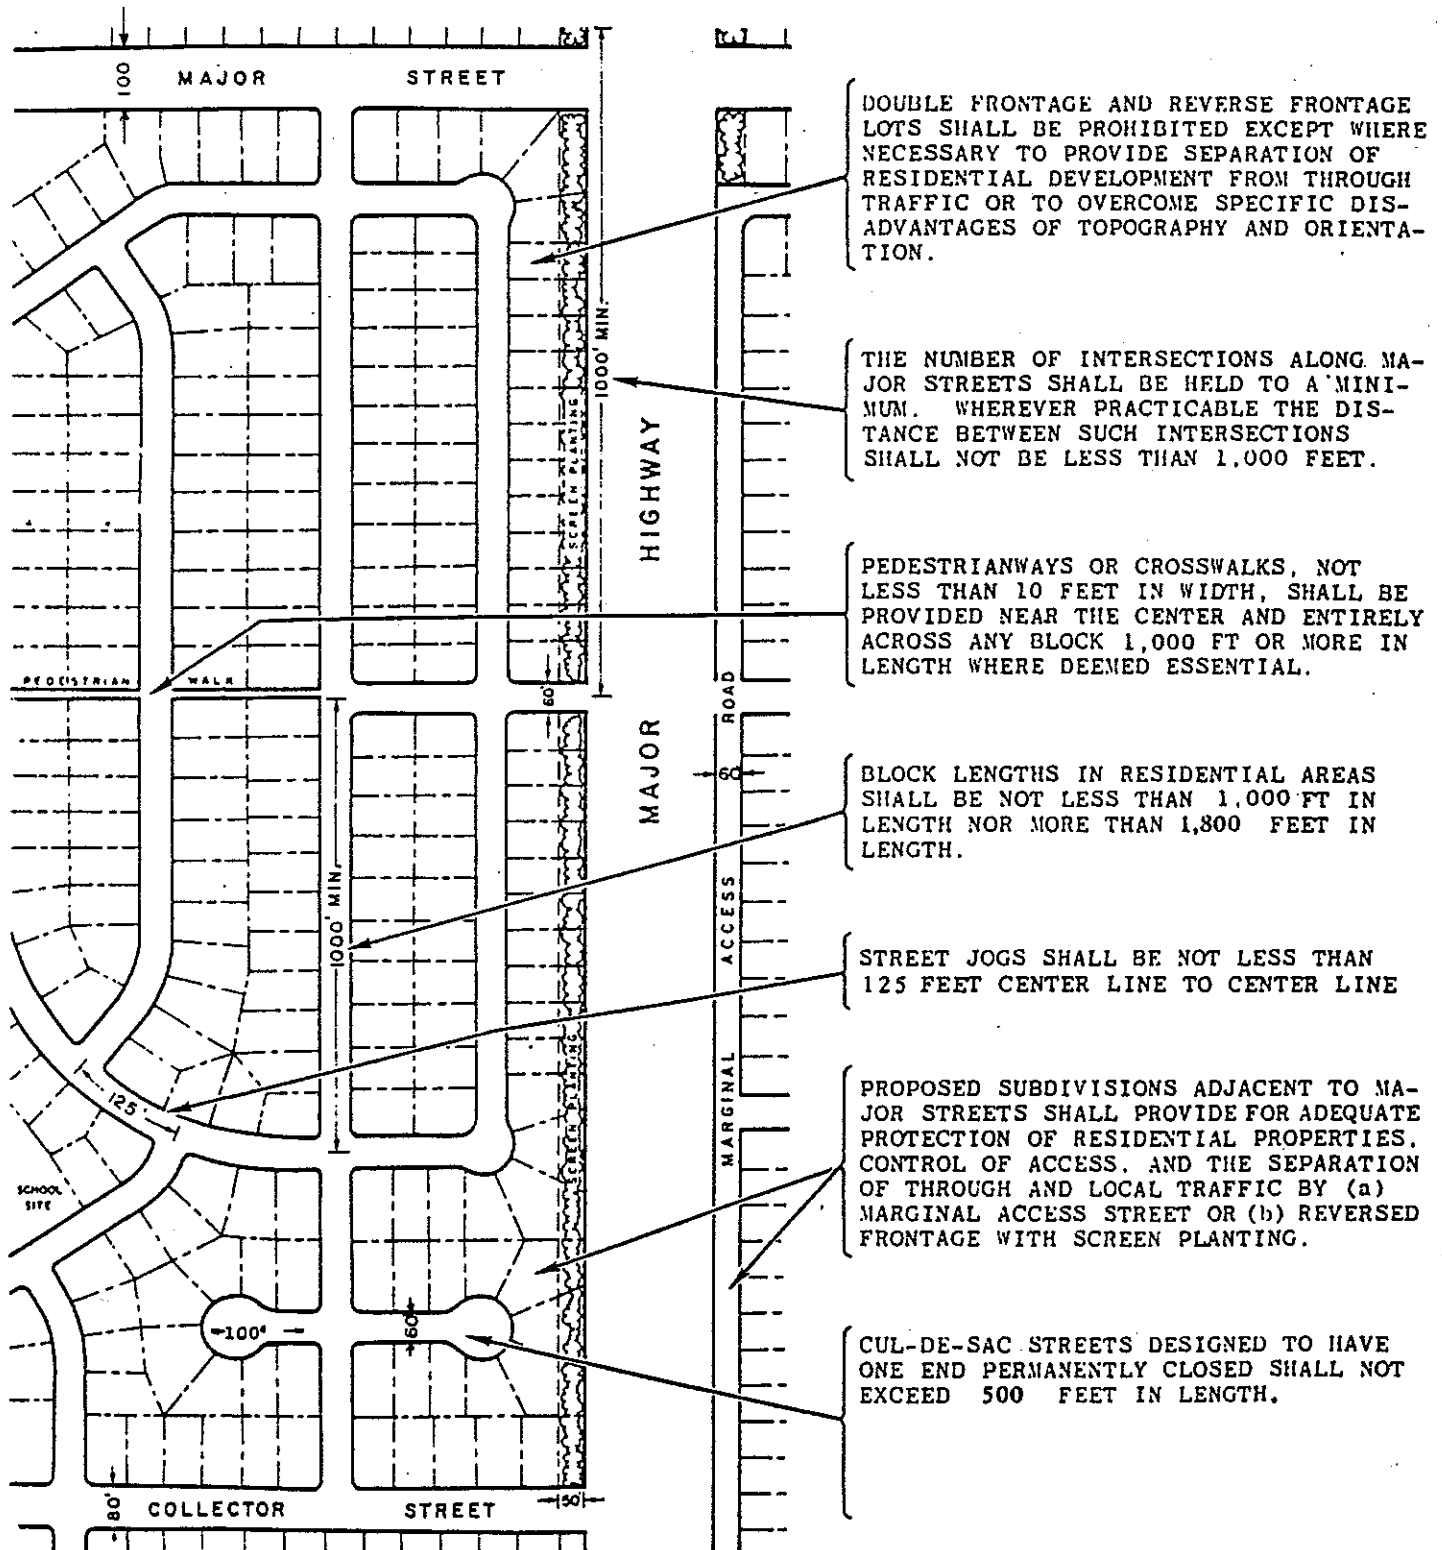 MAJOR STREET
100
DOUBLE FRONTAGE AND REVERSE FRONTAGE
LOTS SHALL BE PROHIBITED EXCEPT WHERE
NECESSARY TO PROVIDE SEPARATION OF
RESIDENTIAL DEVELOPMENT FROM THROUGH
TRAFFIC OR TO OVERCOME SPECIFIC DIS-
ADVANTAGES OF TOPOGRAPHY AND ORIENTA-
TION.
1000' MIN.
SCREEN PLANTING
MAJOR HIGHWAY
THE NUMBER OF INTERSECTIONS ALONG MA-
JOR STREETS SHALL BE HELD TO A MINI-
MUM. WHEREVER PRACTICABLE THE DIS-
TANCE BETWEEN SUCH INTERSECTIONS
SHALL NOT BE LESS THAN 1,000 FEET.
PEDESTRIANWAYS OR CROSSWALKS, NOT
LESS THAN 10 FEET IN WIDTH, SHALL BE
PROVIDED NEAR THE CENTER AND ENTIRELY
ACROSS ANY BLOCK 1,000 FT OR MORE IN
LENGTH WHERE DEEMED ESSENTIAL.
PEDESTRIAN WALK
60'
MARGINAL ACCESS ROAD
60
BLOCK LENGTHS IN RESIDENTIAL AREAS
SHALL BE NOT LESS THAN 1,000 FT IN
LENGTH NOR MORE THAN 1,800 FEET IN
LENGTH.
1000' MIN.
STREET JOGS SHALL BE NOT LESS THAN
125 FEET CENTER LINE TO CENTER LINE
SCREEN PLANTING
125'
PROPOSED SUBDIVISIONS ADJACENT TO MA-
JOR STREETS SHALL PROVIDE FOR ADEQUATE
PROTECTION OF RESIDENTIAL PROPERTIES.
CONTROL OF ACCESS. AND THE SEPARATION
OF THROUGH AND LOCAL TRAFFIC BY (a)
MARGINAL ACCESS STREET OR (b) REVERSED
FRONTAGE WITH SCREEN PLANTING.
SCHOOL
SITE
100'
60'
CUL-DE-SAC STREETS DESIGNED TO HAVE
ONE END PERMANENTLY CLOSED SHALL NOT
EXCEED 500 FEET IN LENGTH.
80'
COLLECTOR STREET
50'